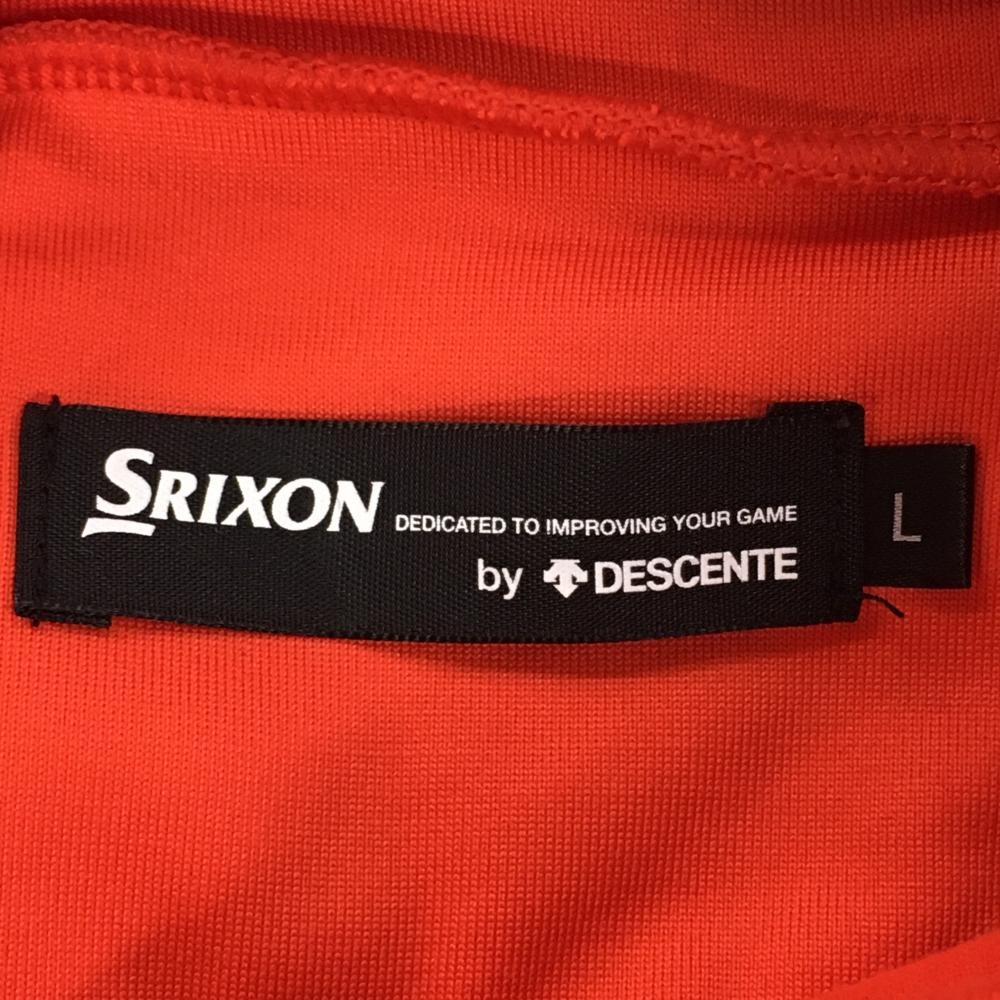 SRIXON DEDICATED TO IMPROVING YOUR GAME
by DESCENTE
L